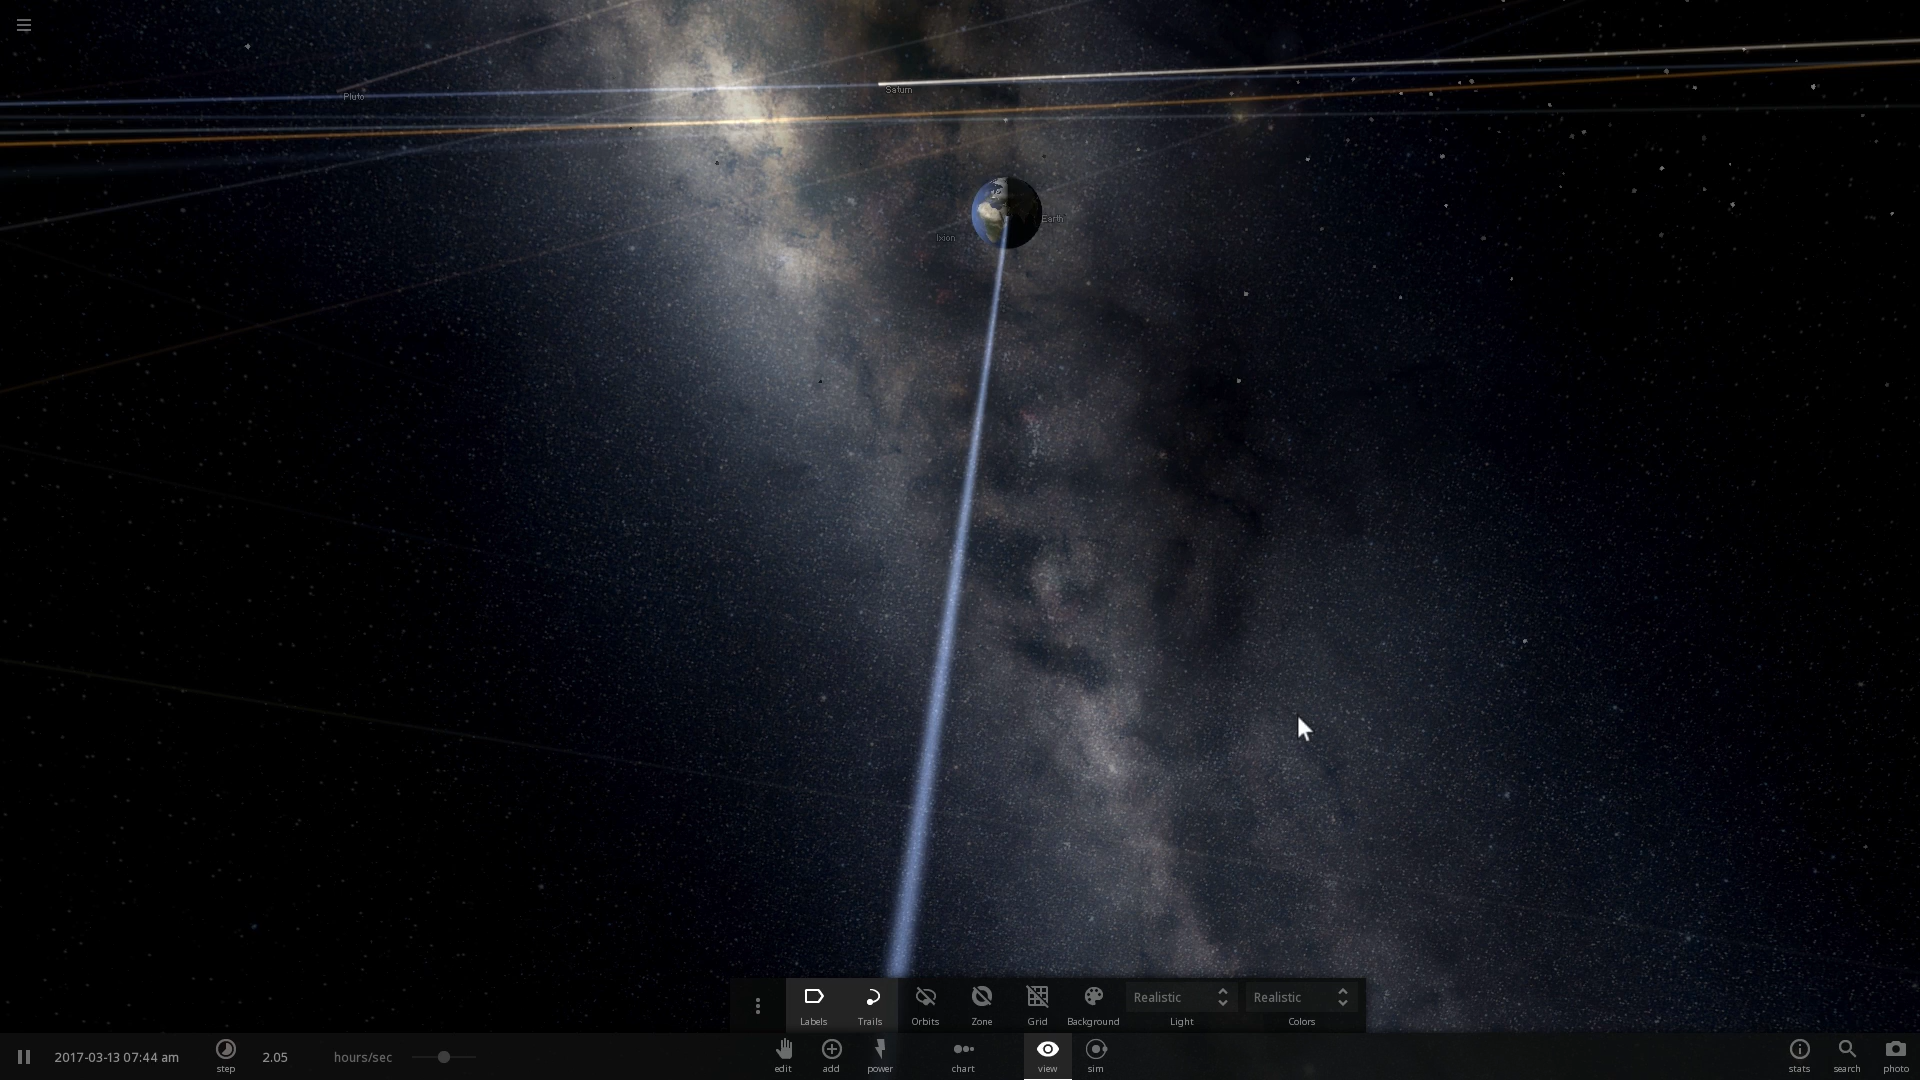 Pluto
Saturn
Earth
Ixion
Labels
Trails
Orbits
Zone
Grid
Background
Realistic
Light
Realistic
Colors
2017-03-13 07:44 am
step
2.05
hours/sec
edit
add
power
chart
view
sim
stats
search
photo